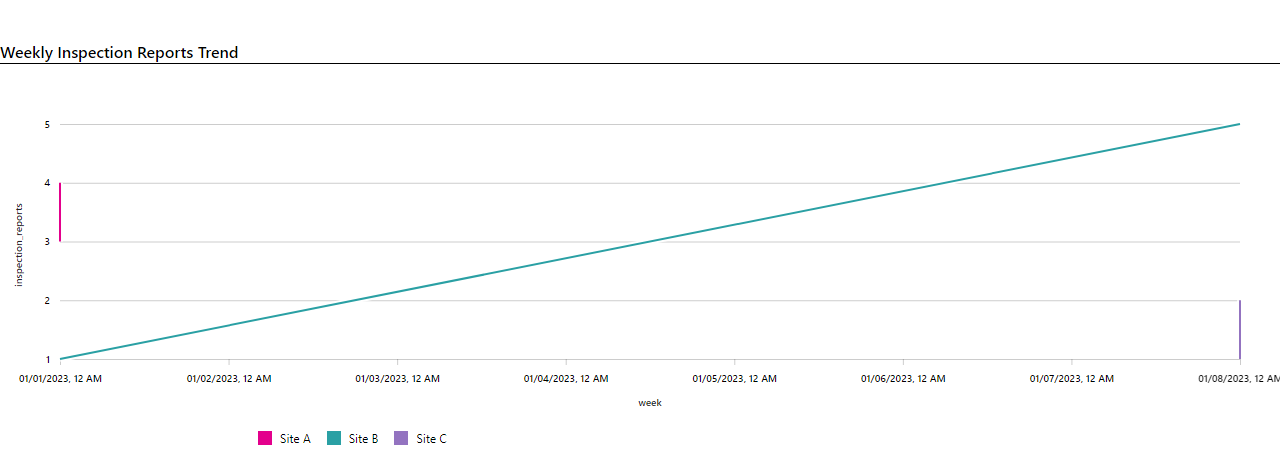 Weekly Inspection Reports Trend
5
4
3
2
1
inspection_reports
01/01/2023, 12 AM 01/02/2023, 12 AM 01/03/2023, 12 AM 01/04/2023, 12 AM 01/05/2023, 12 AM 01/06/2023, 12 AM 01/07/2023, 12 AM 01/08/2023, 12 AM
week
Site A Site B Site C